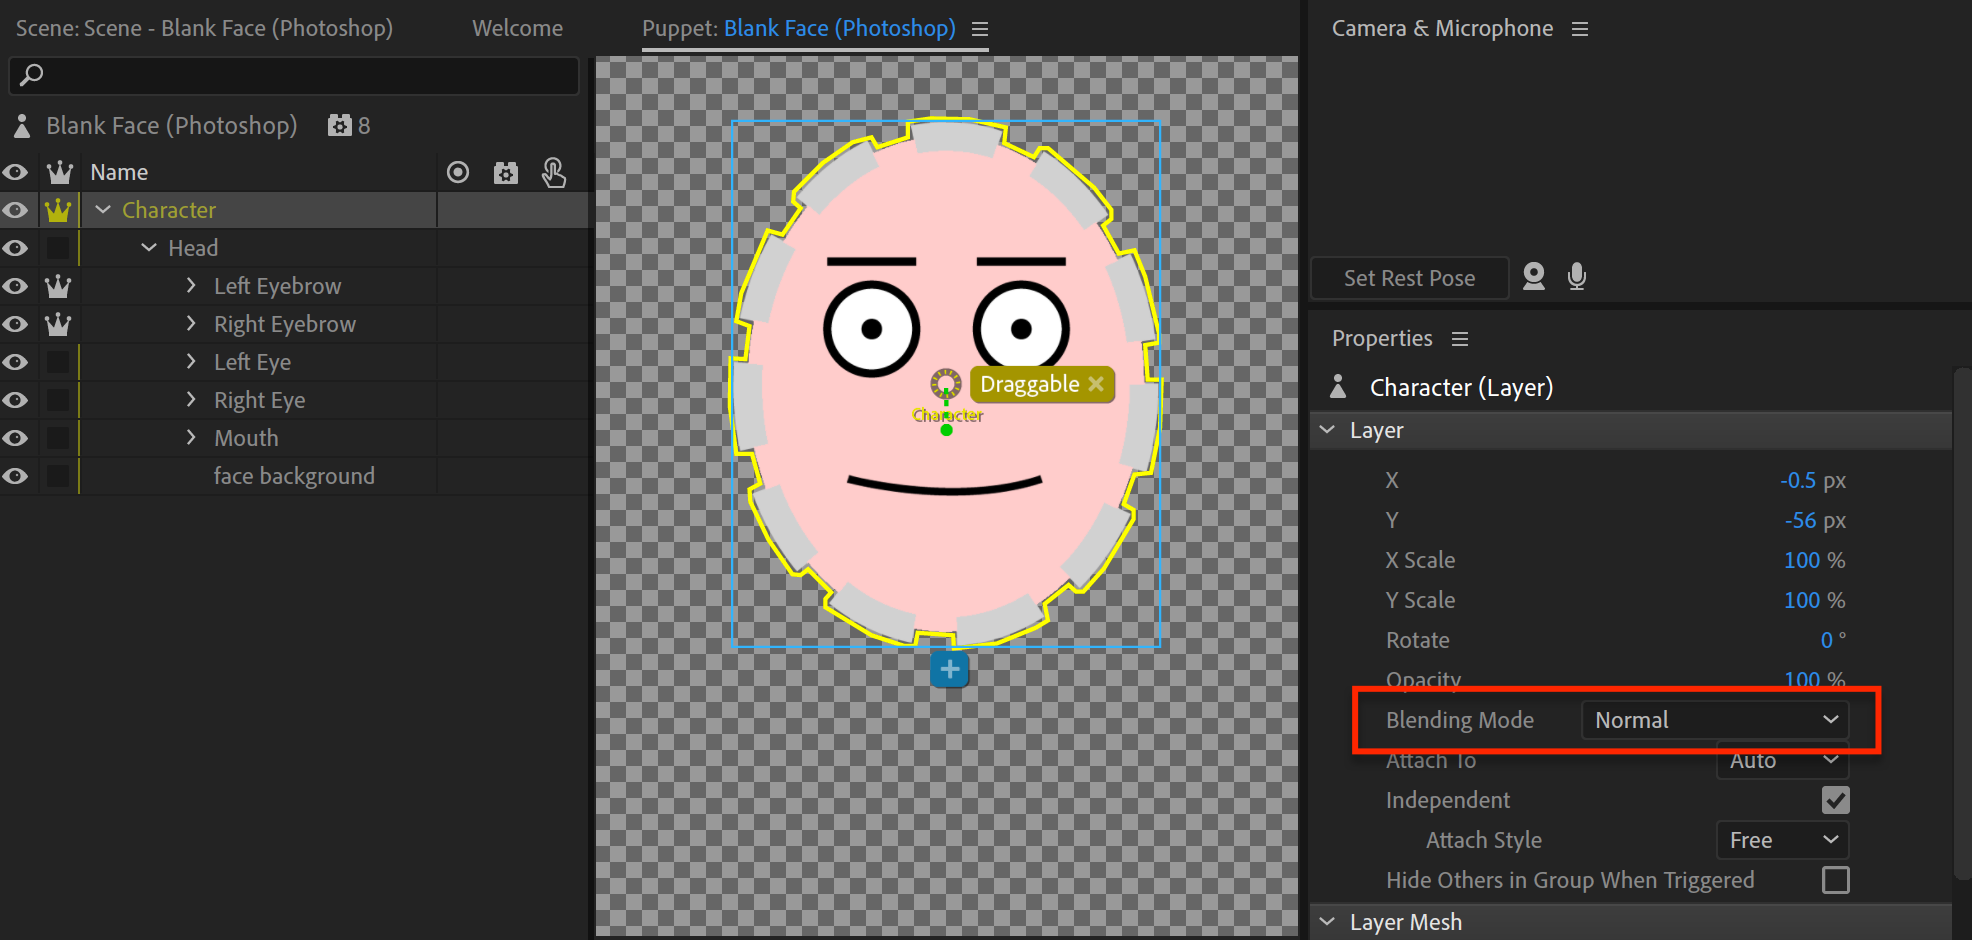 Scene: Scene - Blank Face (Photoshop)
Welcome
Puppet: Blank Face (Photoshop)
Blank Face (Photoshop) 8
Name
Character
Head
Left Eyebrow
Right Eyebrow
Left Eye
Right Eye
Mouth
face background
Draggable
Character
Camera & Microphone
Set Rest Pose
Properties
Character (Layer)
Layer
X -0.5 px
Y -56 px
X Scale 100 %
Y Scale 100 %
Rotate 0 °
Opacity 100 %
Blending Mode Normal
Attach To Auto
Independent
Attach Style Free
Hide Others in Group When Triggered
Layer Mesh